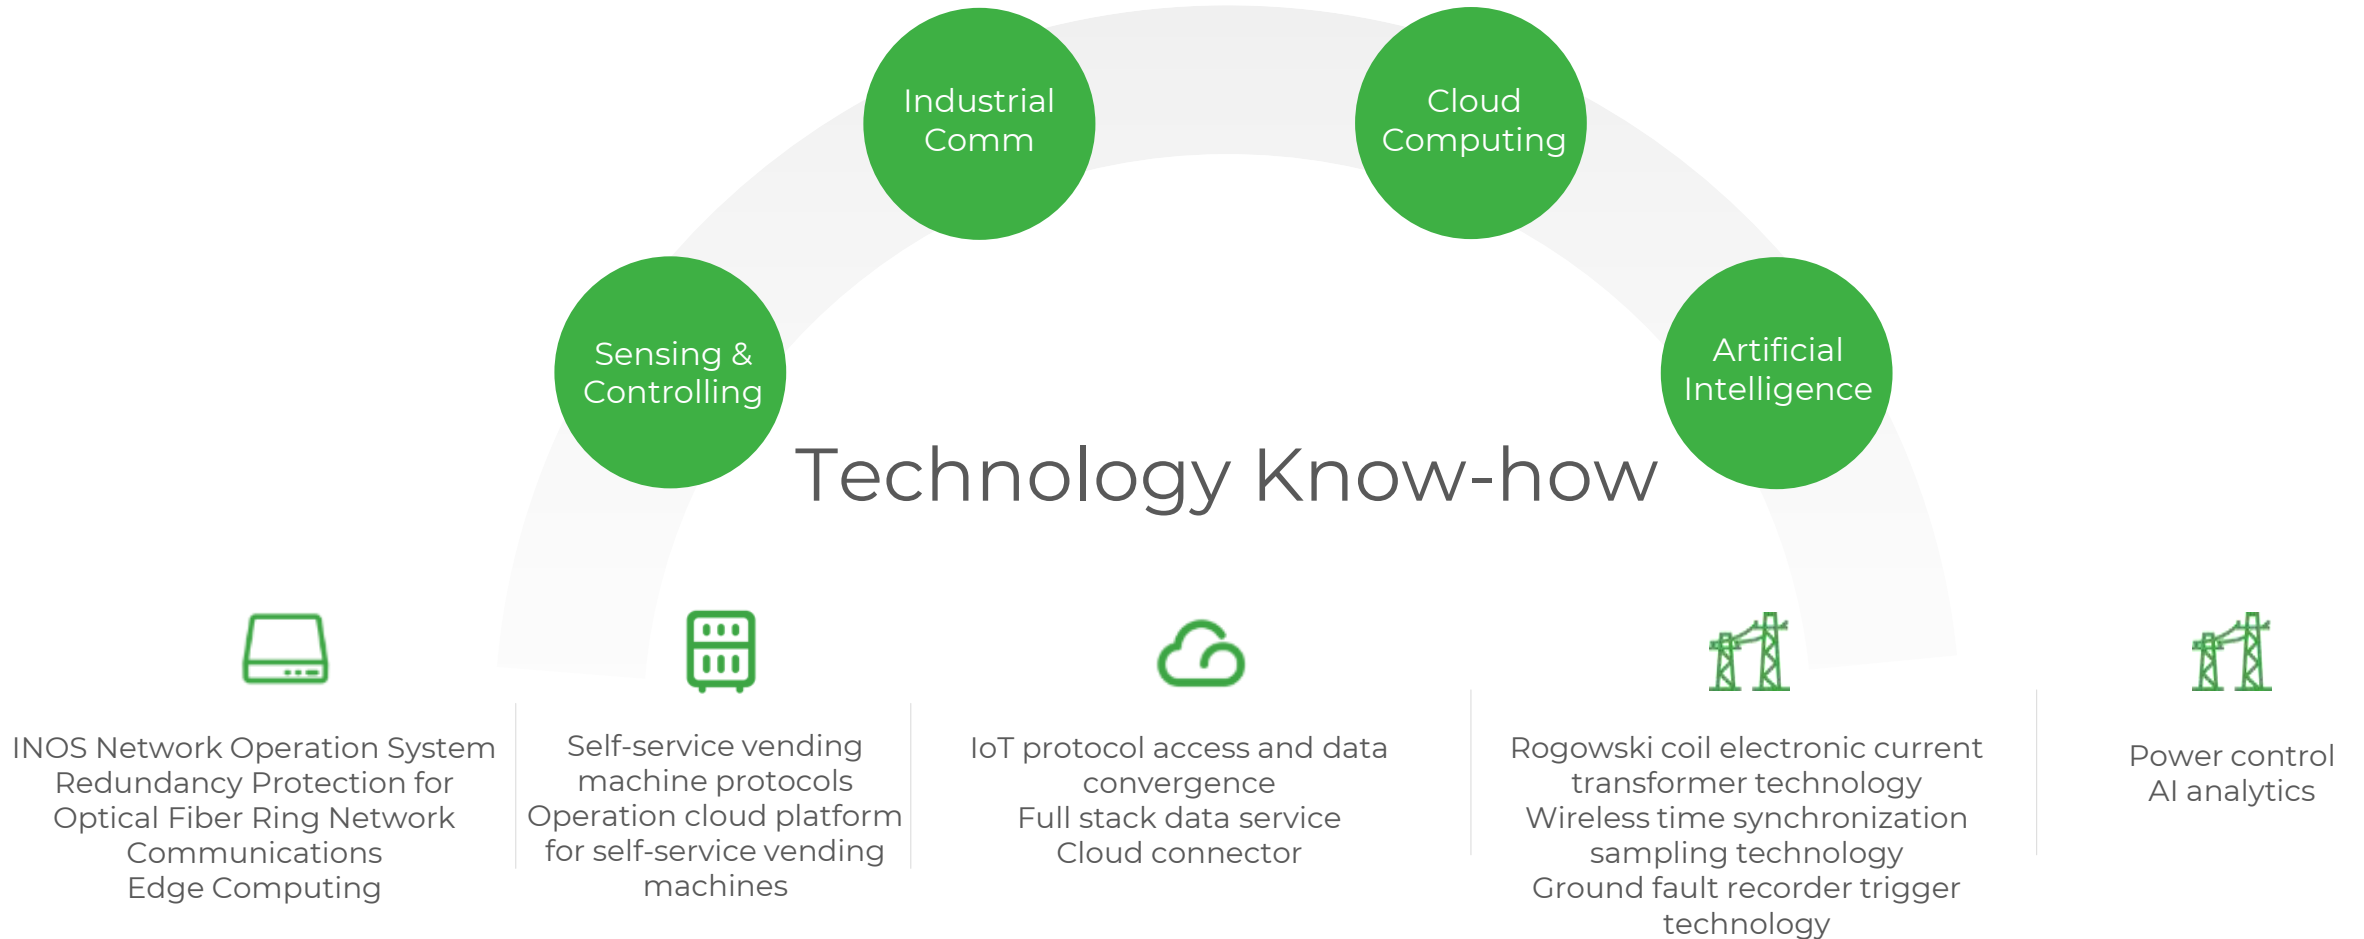 Industrial
Comm
Cloud
Computing
Sensing &
Controlling
Artificial
Intelligence
Technology Know-how
INOS Network Operation System
Redundancy Protection for
Optical Fiber Ring Network
Communications
Edge Computing
Self-service vending
machine protocols
Operation cloud platform
for self-service vending
machines
IoT protocol access and data
convergence
Full stack data service
Cloud connector
Rogowski coil electronic current
transformer technology
Wireless time synchronization
sampling technology
Ground fault recorder trigger
technology
Power control
AI analytics